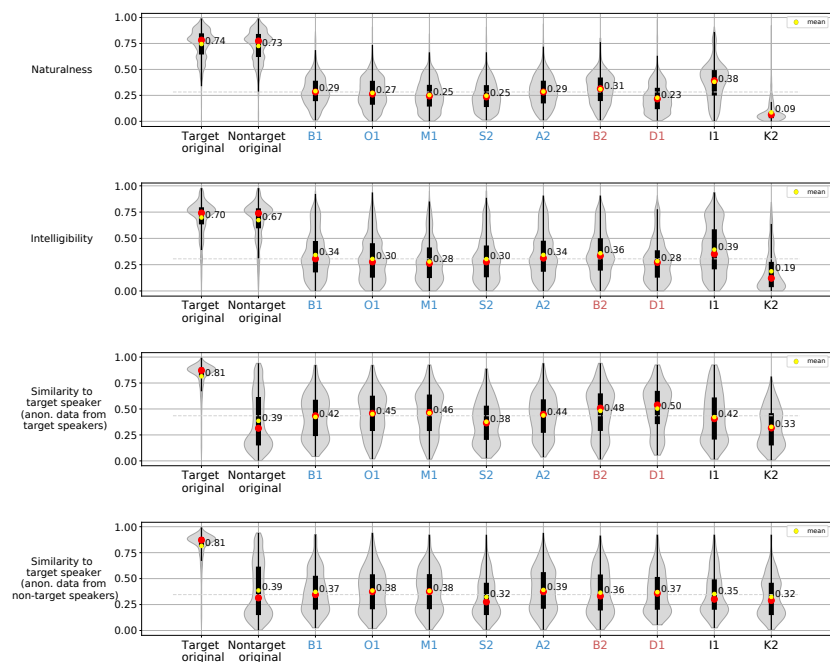 1.00
mean
0.75
0.74
0.73
Naturalness
0.50
0.29 0.27 0.25 0.25 0.29 0.31 0.23 0.38 0.09
0.25
0.00
Target original Nontarget original B1 O1 M1 S2 A2 B2 D1 I1 K2
1.00
mean
0.75
0.70
0.67
Intelligibility
0.50
0.34 0.30 0.28 0.30 0.34 0.36 0.28 0.39 0.19
0.25
0.00
Target original Nontarget original B1 O1 M1 S2 A2 B2 D1 I1 K2
1.00
mean
0.81
0.75
Similarity to
target speaker
(anon. data from
target speakers)
0.50
0.39 0.42 0.45 0.46 0.38 0.44 0.48 0.50 0.42 0.33
0.25
0.00
Target original Nontarget original B1 O1 M1 S2 A2 B2 D1 I1 K2
1.00
mean
0.81
0.75
Similarity to
target speaker
(anon. data from
non-target speakers)
0.50
0.39 0.37 0.38 0.38 0.32 0.39 0.36 0.37 0.35 0.32
0.25
0.00
Target original Nontarget original B1 O1 M1 S2 A2 B2 D1 I1 K2